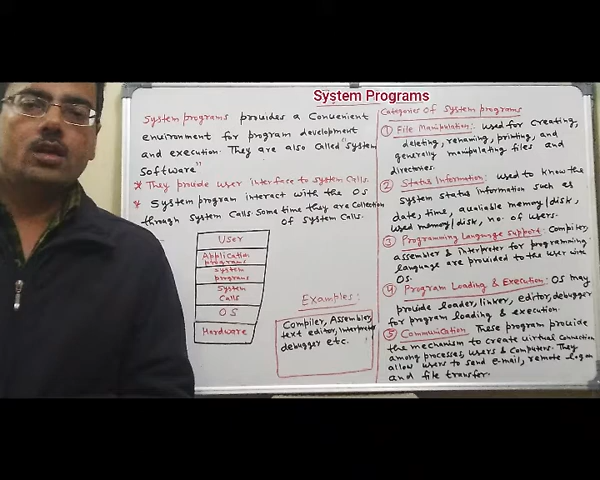 System Programs
System programs provides a convenient
environment for program development
and execution. They are also called "system
software"
* They provide user interface to system calls.
* System program interact with the OS
through system calls. Some time they are collection
of system calls.
User
Application
programs
System
programs
System
Calls
OS
Hardware
Examples:
Compiler, Assembler,
text editor, interpreter
debugger etc.
Categories of system programs
① File Manipulation: used for creating,
deleting, renaming, printing, and
generally manipulating files and
directories.
② Status Information: used to know the
system status information such as
date, time, available memory/disk,
used memory/disk, no. of users.
③ Programming Language support: Compiler,
assembler & interpreter for programming
language are provided to the user with
OS.
④ Program Loading & Execution: OS may
provide loader, linker, editor, debugger
for program loading & execution.
⑤ Communication: These program provide
the mechanism to create virtual connection
among processes, users & computers. They
allow users to send e-mail, remote logon
and file transfer.